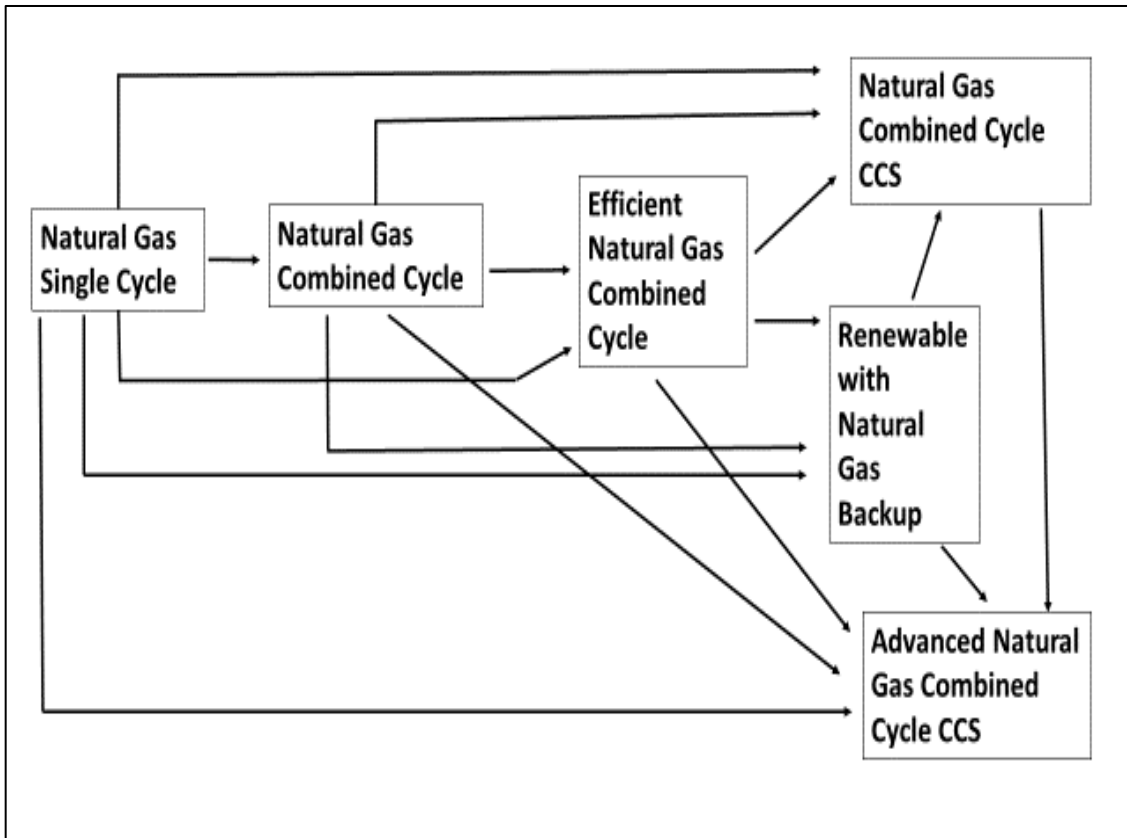 Natural Gas
Single Cycle
Natural Gas
Combined Cycle
Efficient
Natural Gas
Combined
Cycle
Natural Gas
Combined Cycle
CCS
Renewable
with
Natural
Gas
Backup
Advanced Natural
Gas Combined
Cycle CCS